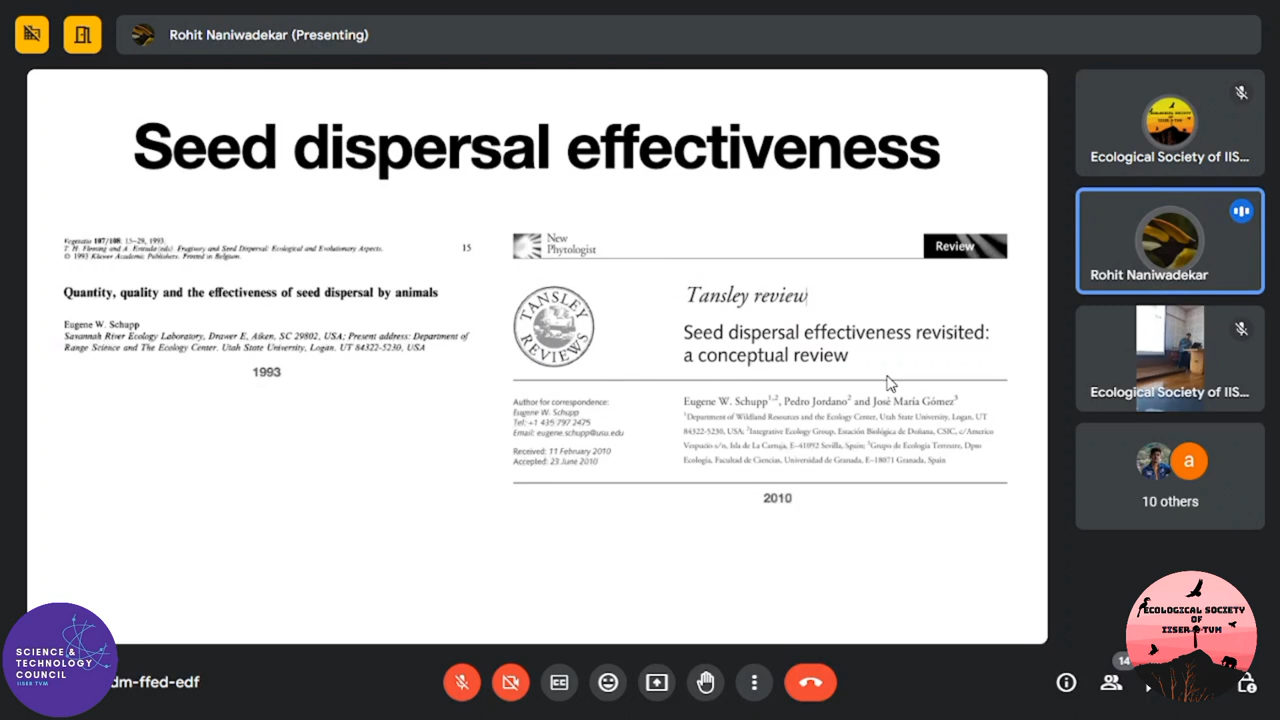 Rohit Naniwadekar (Presenting)
Seed dispersal effectiveness
Vegetatio 107/108: 15–29, 1993.
T. H. Fleming and A. Estrada (eds). Frugivory and Seed Dispersal: Ecological and Evolutionary Aspects.
© 1993 Kluwer Academic Publishers. Printed in Belgium.
15
Quantity, quality and the effectiveness of seed dispersal by animals
Eugene W. Schupp
Savannah River Ecology Laboratory, Drawer E, Aiken, SC 29802, USA; Present address: Department of
Range Science and The Ecology Center, Utah State University, Logan, UT 84322-5230, USA
1993
New
Phytologist
Review
TANSLEY
REVIEWS
Tansley review
Seed dispersal effectiveness revisited:
a conceptual review
Author for correspondence:
Eugene W. Schupp
Tel: +1 435 797 2475
Email: eugene.schupp@usu.edu
Received: 11 February 2010
Accepted: 23 June 2010
Eugene W. Schupp1,2, Pedro Jordano2 and José María Gómez3
1Department of Wildland Resources and the Ecology Center, Utah State University, Logan, UT
84322-5230, USA; 2Integrative Ecology Group, Estación Biológica de Doñana, CSIC, c/Americo
Vespucio s/n, Isla de La Cartuja, E-41092 Sevilla, Spain; 3Grupo de Ecología Terrestre, Dpto
Ecología, Facultad de Ciencias, Universidad de Granada, E-18071 Granada, Spain
2010
Ecological Society of IIS...
Rohit Naniwadekar
Ecological Society of IIS...
a
10 others
SCIENCE &
TECHNOLOGY
COUNCIL
IISER TVM
dm-ffed-edf
14
ECOLOGICAL SOCIETY
OF
IISER TVM